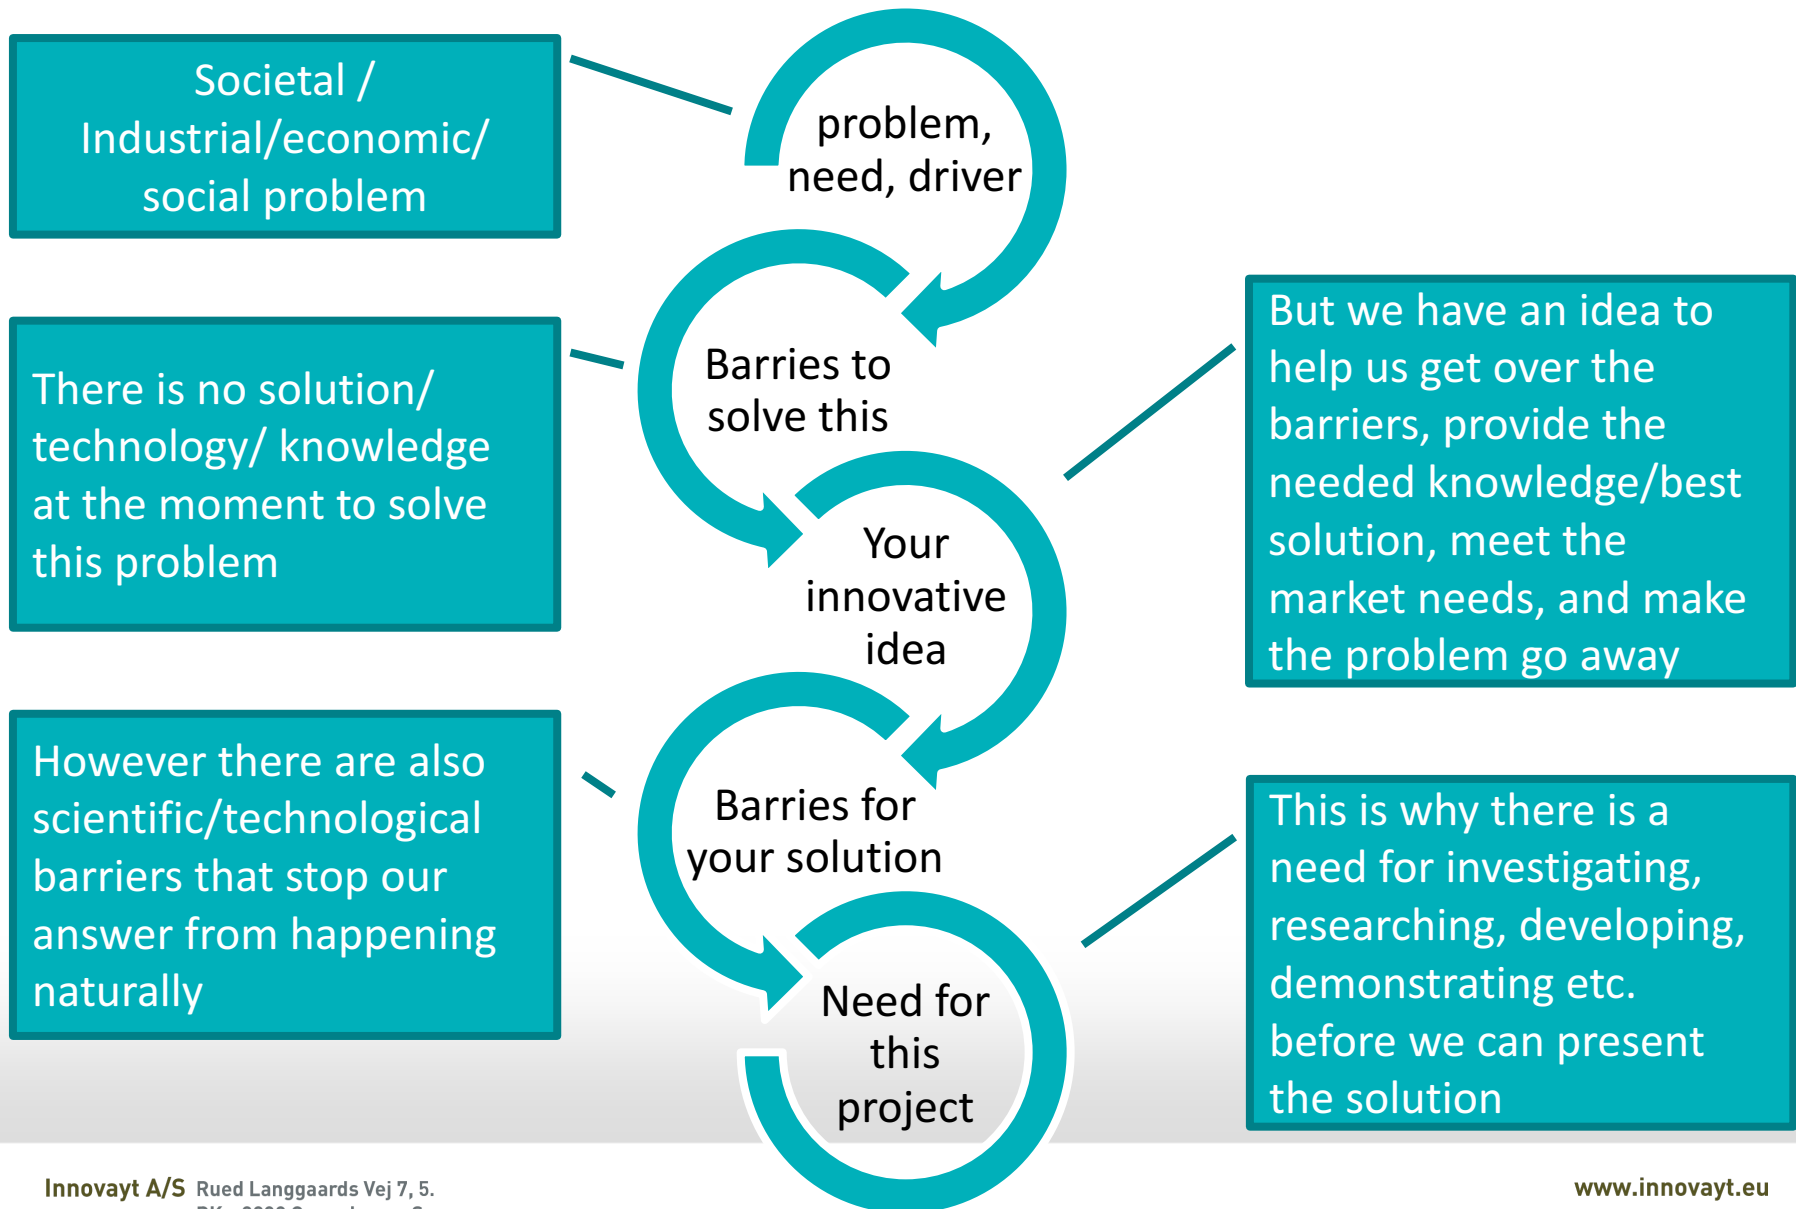 Societal /
Industrial/economic/
social problem
problem,
need, driver
There is no solution/
technology/ knowledge
at the moment to solve
this problem
Barries to
solve this
But we have an idea to
help us get over the
barriers, provide the
needed knowledge/best
solution, meet the
market needs, and make
the problem go away
Your
innovative
idea
However there are also
scientific/technological
barriers that stop our
answer from happening
naturally
Barries for
your solution
This is why there is a
need for investigating,
researching, developing,
demonstrating etc.
before we can present
the solution
Need for
this
project
Innovayt A/S Rued Langgaards Vej 7, 5.
www.innovayt.eu